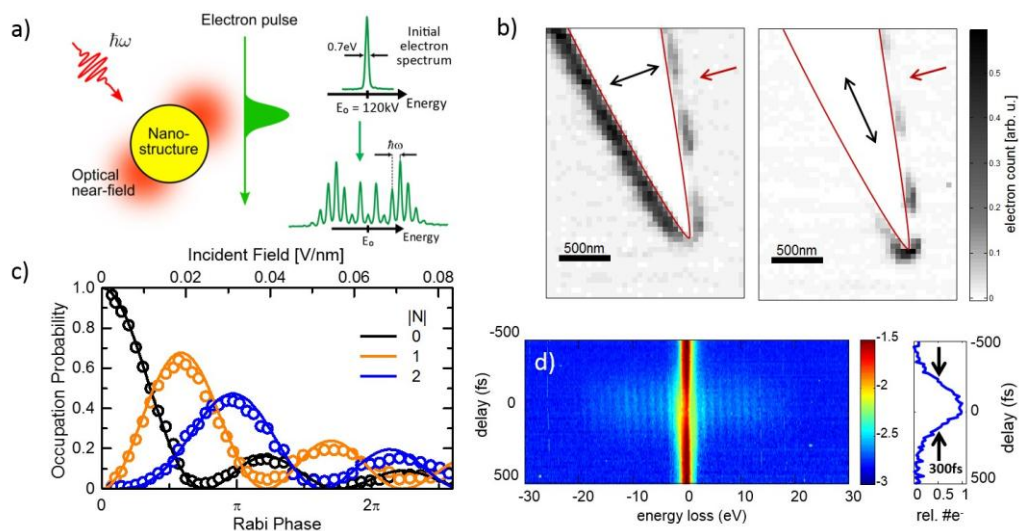 a)
ħω
Electron pulse
Nano-
structure
Optical
near-field
0.7eV
Initial
electron
spectrum
E₀ = 120kV
Energy
ħω
E₀
Energy
b)
500nm
500nm
0.5
0.4
0.3
0.2
0.1
0
electron count [arb. u.]
c)
Incident Field [V/nm]
0 0.02 0.04 0.06 0.08
1.0
0.8
0.6
0.4
0.2
0
Occupation Probability
|N|
0
1
2
0 π 2π
Rabi Phase
d)
-500
0
500
delay (fs)
-30 -20 -10 0 10 20 30
energy loss (eV)
-1.5
-2
-2.5
-3
300fs
0 0.5 1
rel. #e⁻
-500
0
500
delay (fs)